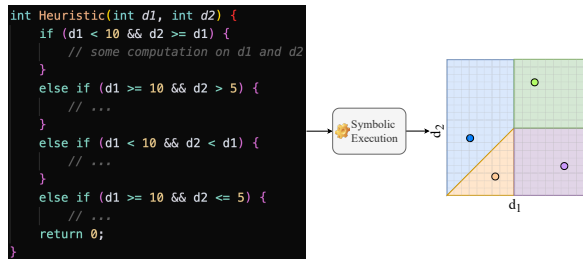 int Heuristic(int d1, int d2) {
if (d1 < 10 && d2 >= d1) {
// some computation on d1 and d2
}
else if (d1 >= 10 && d2 > 5) {
// ...
}
else if (d1 < 10 && d2 < d1) {
// ...
}
else if (d1 >= 10 && d2 <= 5) {
// ...
return 0;
}
Symbolic
Execution
d2
d1